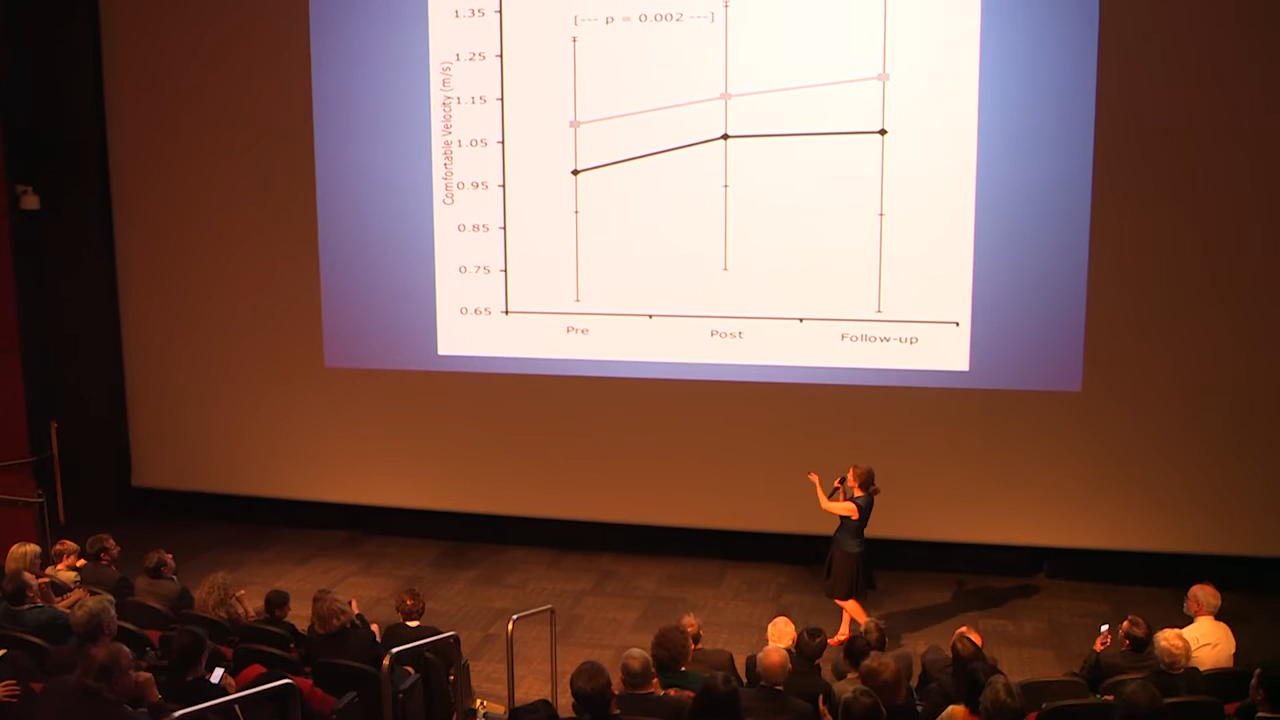 1.35
[--- p = 0.002 ---]
1.25
1.15
1.05
0.95
0.85
0.75
0.65
Comfortable Velocity (m/s)
Pre Post Follow-up